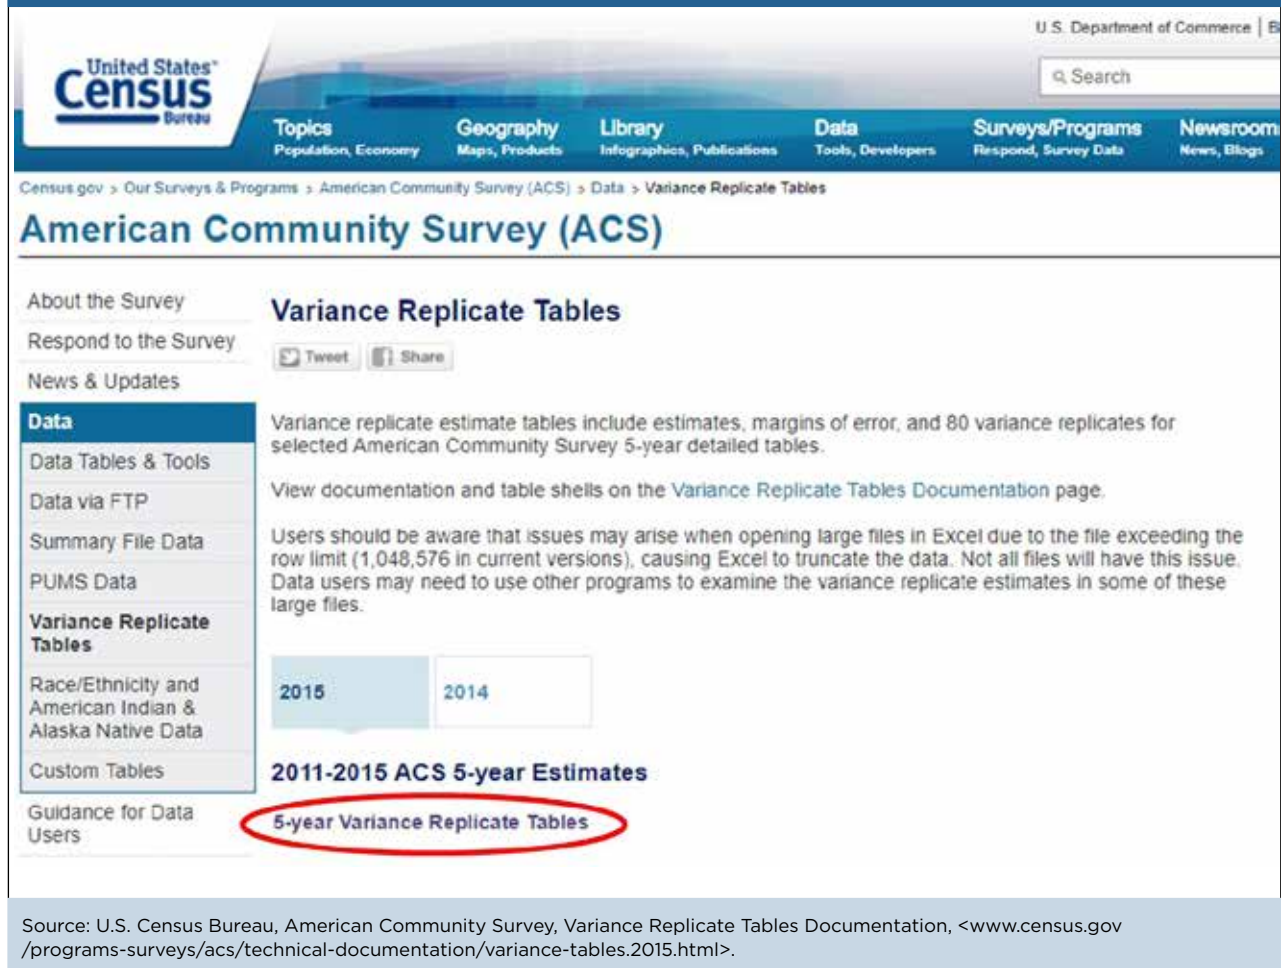 U.S. Department of Commerce |
United States™
Census
Bureau
Search
Topics
Population, Economy
Geography
Maps, Products
Library
Infographics, Publications
Data
Tools, Developers
Surveys/Programs
Respond, Survey Data
Newsroom
News, Blogs
Census.gov › Our Surveys & Programs › American Community Survey (ACS) › Data › Variance Replicate Tables
American Community Survey (ACS)
About the Survey
Respond to the Survey
News & Updates
Data
Data Tables & Tools
Data via FTP
Summary File Data
PUMS Data
Variance Replicate
Tables
Race/Ethnicity and
American Indian &
Alaska Native Data
Custom Tables
Guidance for Data
Users
Variance Replicate Tables
Tweet
Share
Variance replicate estimate tables include estimates, margins of error, and 80 variance replicates for
selected American Community Survey 5-year detailed tables.
View documentation and table shells on the Variance Replicate Tables Documentation page.
Users should be aware that issues may arise when opening large files in Excel due to the file exceeding the
row limit (1,048,576 in current versions), causing Excel to truncate the data. Not all files will have this issue.
Data users may need to use other programs to examine the variance replicate estimates in some of these
large files.
2015
2014
2011-2015 ACS 5-year Estimates
5-year Variance Replicate Tables
Source: U.S. Census Bureau, American Community Survey, Variance Replicate Tables Documentation, <www.census.gov
/programs-surveys/acs/technical-documentation/variance-tables.2015.html>.